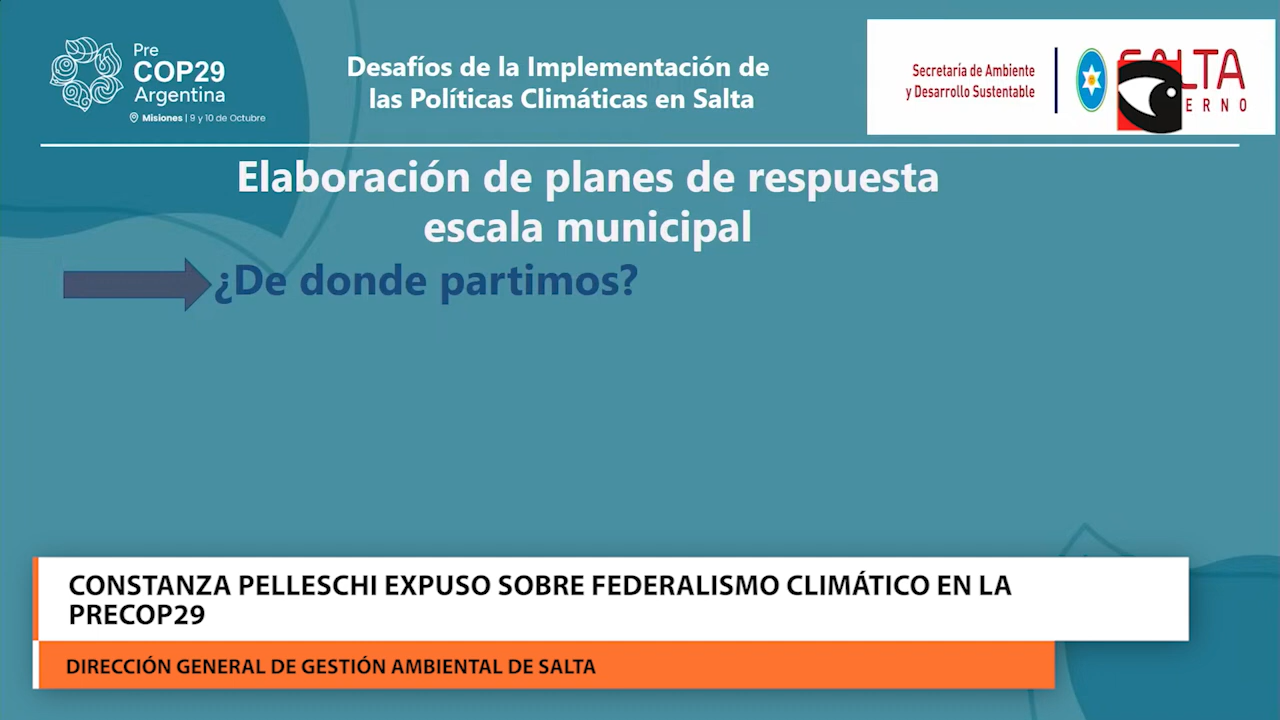 Pre
COP29
Argentina
Misiones | 9 y 10 de Octubre
Desafíos de la Implementación de
las Políticas Climáticas en Salta
Secretaría de Ambiente
y Desarrollo Sustentable
SALTA
Elaboración de planes de respuesta
escala municipal
¿De donde partimos?
CONSTANZA PELLESCHI EXPUSO SOBRE FEDERALISMO CLIMÁTICO EN LA
PRECOP29
DIRECCIÓN GENERAL DE GESTIÓN AMBIENTAL DE SALTA